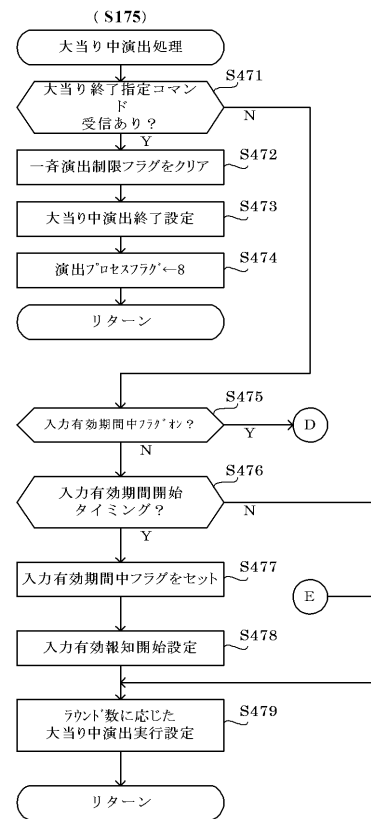 (S175)
大当り中演出処理
S471
大当り終了指定コマン
ド
受信あり？
N
Y
S472
一斉演出制限フラグをクリア
S473
大当り中演出終了設定
S474
演出ﾌﾟﾛｾｽﾌﾗｸﾞ←8
リターン
S475
入力有効期間中ﾌﾗｸﾞｵﾝ？
D
Y
N
S476
入力有効期間開始
タイミング？
N
Y
S477
入力有効期間中フラグをセット
E
S478
入力有効報知開始設定
S479
ﾗｳﾝﾄﾞ数に応じた
大当り中演出実行設定
リターン